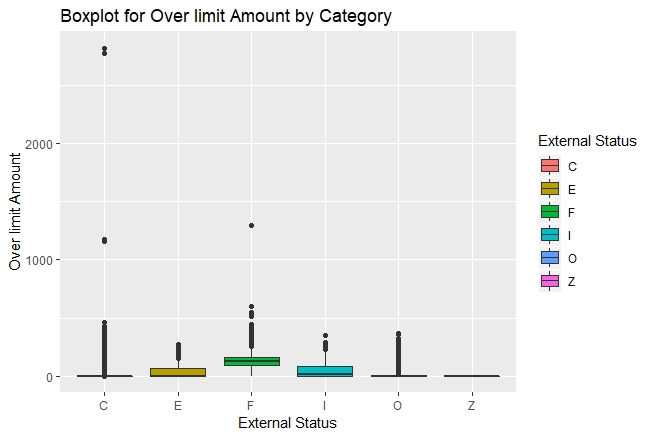 Boxplot for Over limit Amount by Category
Over limit Amount
2000
1000
0
C E F I O Z
External Status
External Status
C
E
F
I
O
Z